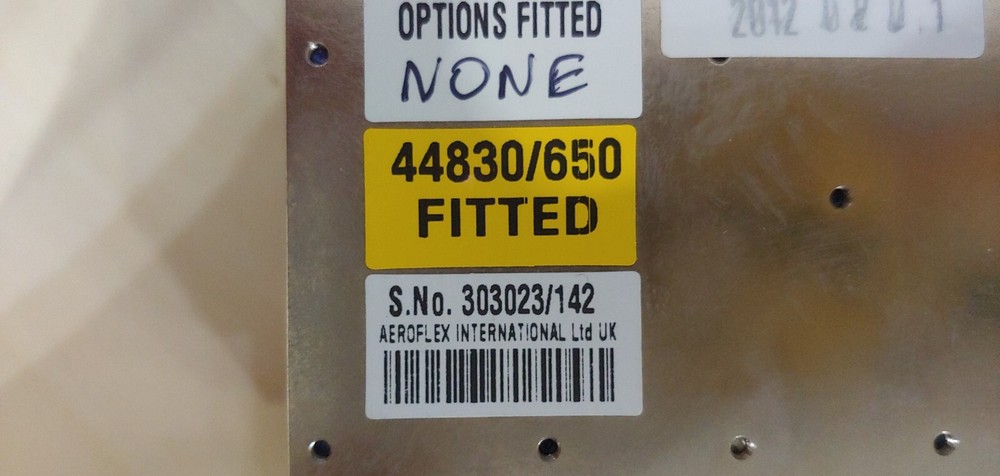 OPTIONS FITTED
NONE
44830/650
FITTED
S.No. 303023/142
AEROFLEX INTERNATIONAL Ltd UK